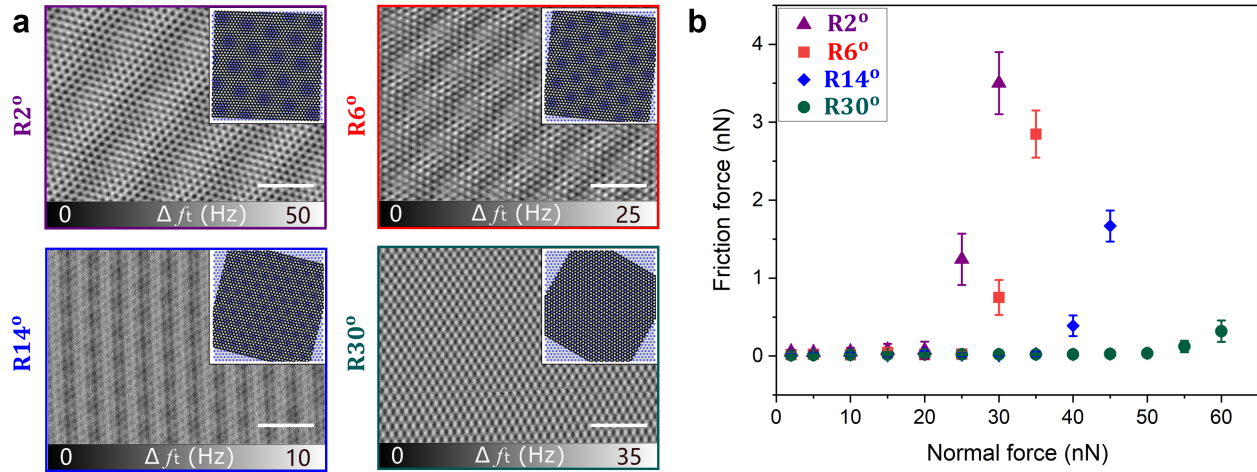 a
R2°
0 Δ ft (Hz) 50
R6°
0 Δ ft (Hz) 25
R14°
0 Δ ft (Hz) 10
R30°
0 Δ ft (Hz) 35
b
R2°
R6°
R14°
R30°
Friction force (nN)
4
3
2
1
0
0 10 20 30 40 50 60
Normal force (nN)